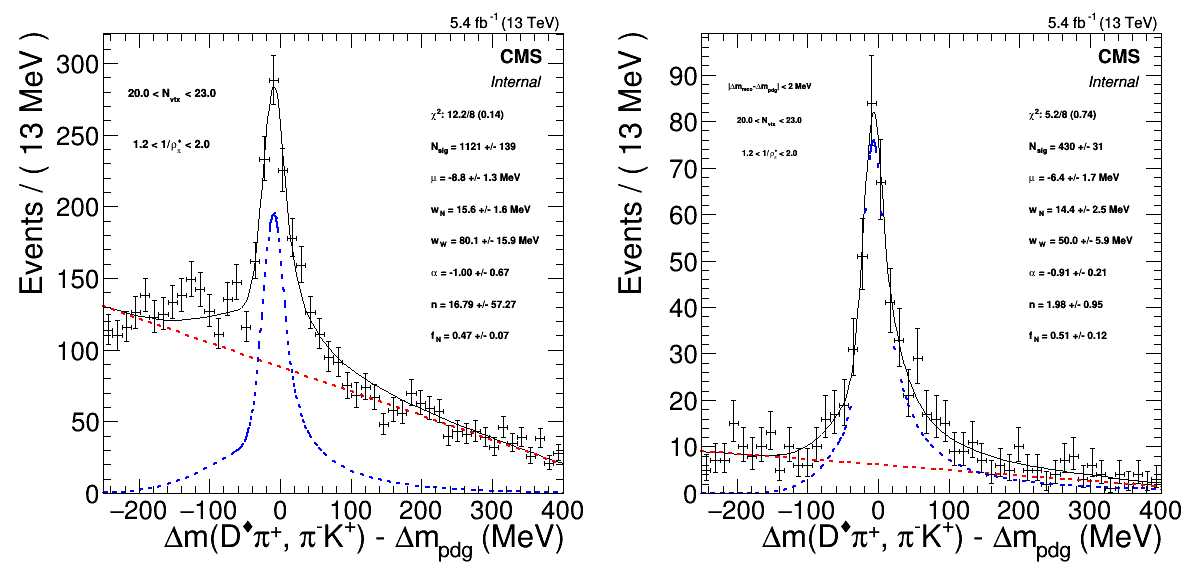 5.4 fb⁻¹ (13 TeV)
CMS
Internal
20.0 < N_vtx < 23.0
1.2 < 1/ρ_π^♦ < 2.0
χ²: 12.2/8 (0.14)
N_sig = 1121 +/- 139
μ = -8.8 +/- 1.3 MeV
w_N = 15.6 +/- 1.6 MeV
w_W = 80.1 +/- 15.9 MeV
α = -1.00 +/- 0.67
n = 16.79 +/- 57.27
f_N = 0.47 +/- 0.07
Events / ( 13 MeV )
300
250
200
150
100
50
0
−200 −100 0 100 200 300 400
Δm(D♦π⁺, π⁻K⁺) - Δm_pdg (MeV)
5.4 fb⁻¹ (13 TeV)
CMS
Internal
|Δm_reco-Δm_pdg| < 2 MeV
20.0 < N_vtx < 23.0
χ²: 5.2/8 (0.74)
N_sig = 430 +/- 31
μ = -6.4 +/- 1.7 MeV
w_N = 14.4 +/- 2.5 MeV
w_W = 50.0 +/- 5.9 MeV
α = -0.91 +/- 0.21
n = 1.98 +/- 0.95
f_N = 0.51 +/- 0.12
1.2 < 1/ρ_π^♦ < 2.0
Events / ( 13 MeV )
90
80
70
60
50
40
30
20
10
0
−200 −100 0 100 200 300 400
Δm(D♦π⁺, π⁻K⁺) - Δm_pdg (MeV)